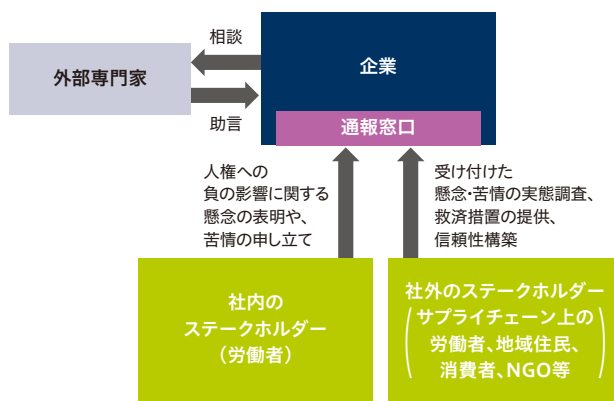 相談
外部専門家
企業
助言
通報窓口
人権への
負の影響に関する
懸念の表明や、
苦情の申し立て
受け付けた
懸念・苦情の実態調査、
救済措置の提供、
信頼性構築
社内の
ステークホルダー
（労働者）
社外のステークホルダー
（サプライチェーン上の
労働者、地域住民、
消費者、NGO等）